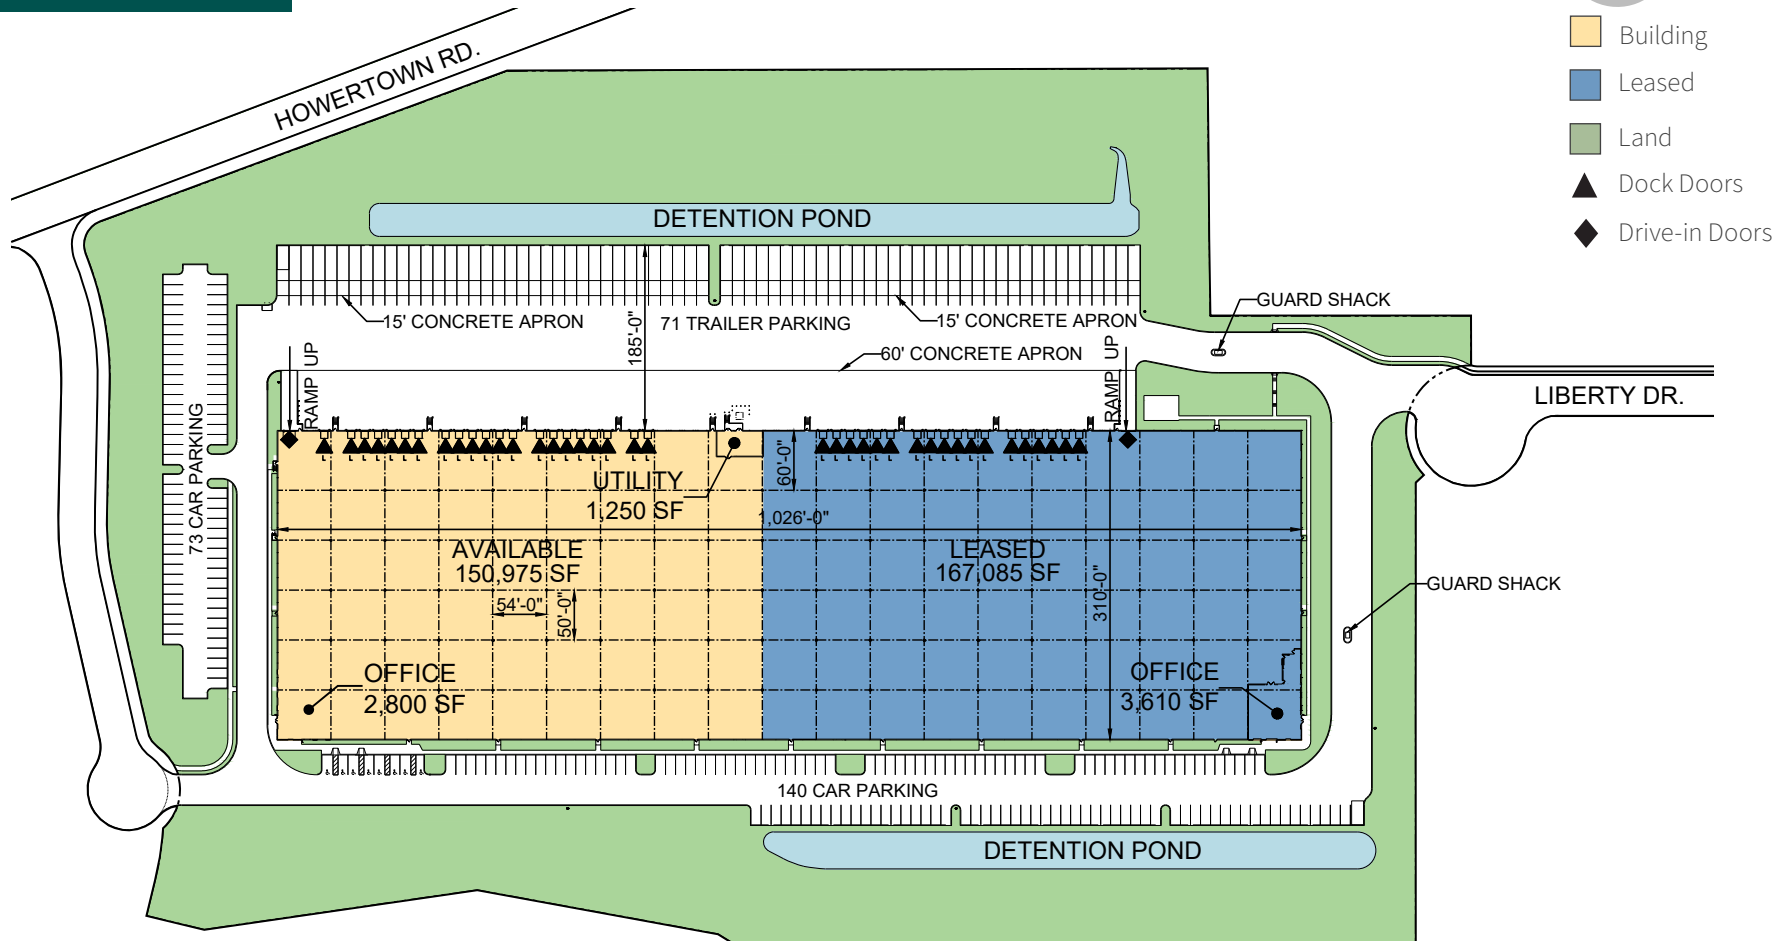 Building
Leased
Land
Dock Doors
Drive-in Doors
HOWERTOWN RD.
DETENTION POND
15' CONCRETE APRON
71 TRAILER PARKING
15' CONCRETE APRON
GUARD SHACK
185'-0"
60' CONCRETE APRON
RAMP UP
RAMP UP
LIBERTY DR.
73 CAR PARKING
UTILITY
1,250 SF
60'-0"
1,026'-0"
AVAILABLE
150,975 SF
LEASED
167,085 SF
54'-0"
50'-0"
310'-0"
GUARD SHACK
OFFICE
2,800 SF
OFFICE
3,610 SF
140 CAR PARKING
DETENTION POND